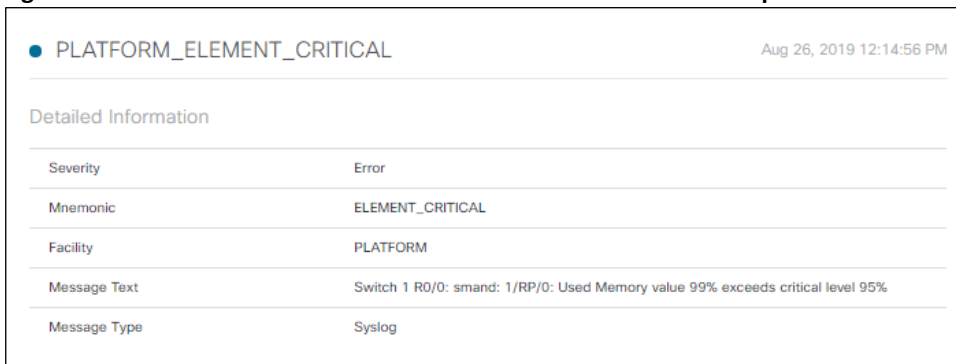 PLATFORM_ELEMENT_CRITICAL Aug 26, 2019 12:14:56 PM
Detailed Information
Severity Error
Mnemonic ELEMENT_CRITICAL
Facility PLATFORM
Message Text Switch 1 R0/0: smand: 1/RP/0: Used Memory value 99% exceeds critical level 95%
Message Type Syslog